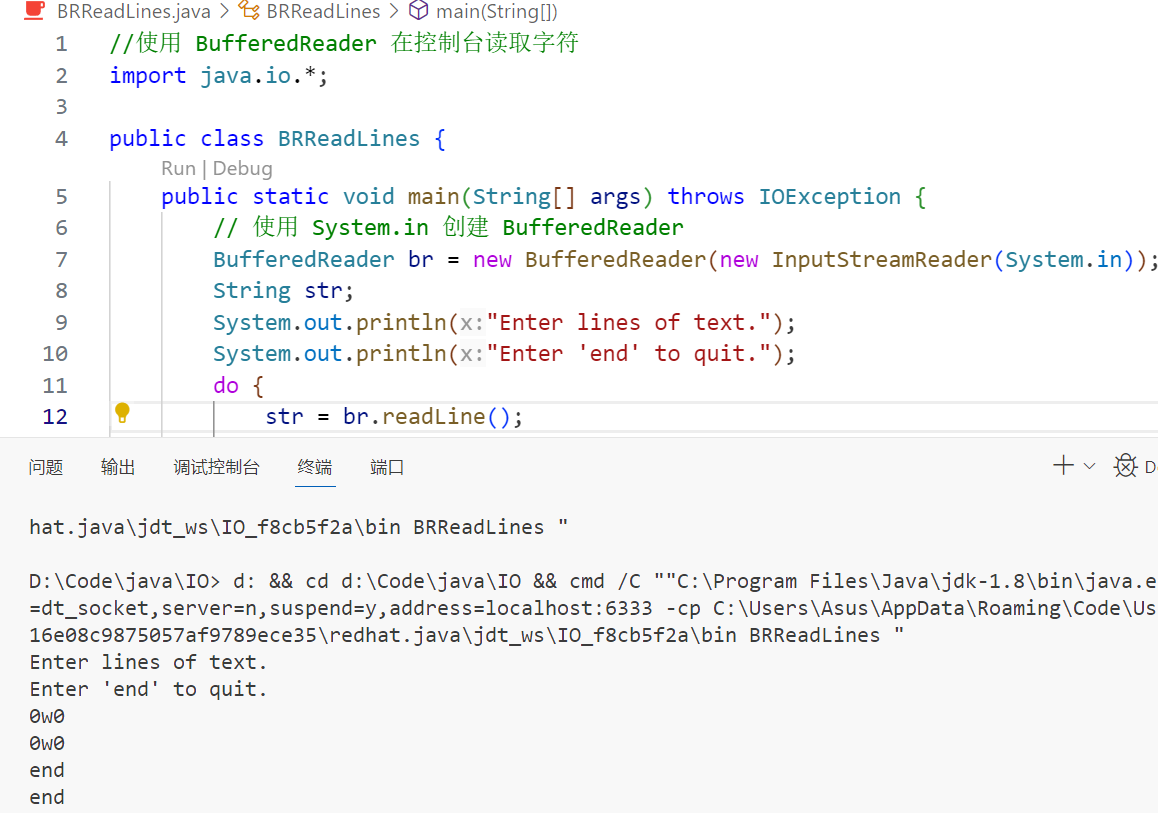 BRReadLines.java > BRReadLines > main(String[])
1 //使用 BufferedReader 在控制台读取字符
2 import java.io.*;
3
4 public class BRReadLines {
Run | Debug
5 public static void main(String[] args) throws IOException {
6 // 使用 System.in 创建 BufferedReader
7 BufferedReader br = new BufferedReader(new InputStreamReader(System.in));
8 String str;
9 System.out.println(x:"Enter lines of text.");
10 System.out.println(x:"Enter 'end' to quit.");
11 do {
12 str = br.readLine();
问题 输出 调试控制台 终端 端口 D
hat.java\jdt_ws\IO_f8cb5f2a\bin BRReadLines "
D:\Code\java\IO> d: && cd d:\Code\java\IO && cmd /C ""C:\Program Files\Java\jdk-1.8\bin\java.e
=dt_socket,server=n,suspend=y,address=localhost:6333 -cp C:\Users\Asus\AppData\Roaming\Code\Us
16e08c9875057af9789ece35\redhat.java\jdt_ws\IO_f8cb5f2a\bin BRReadLines "
Enter lines of text.
Enter 'end' to quit.
0w0
0w0
end
end